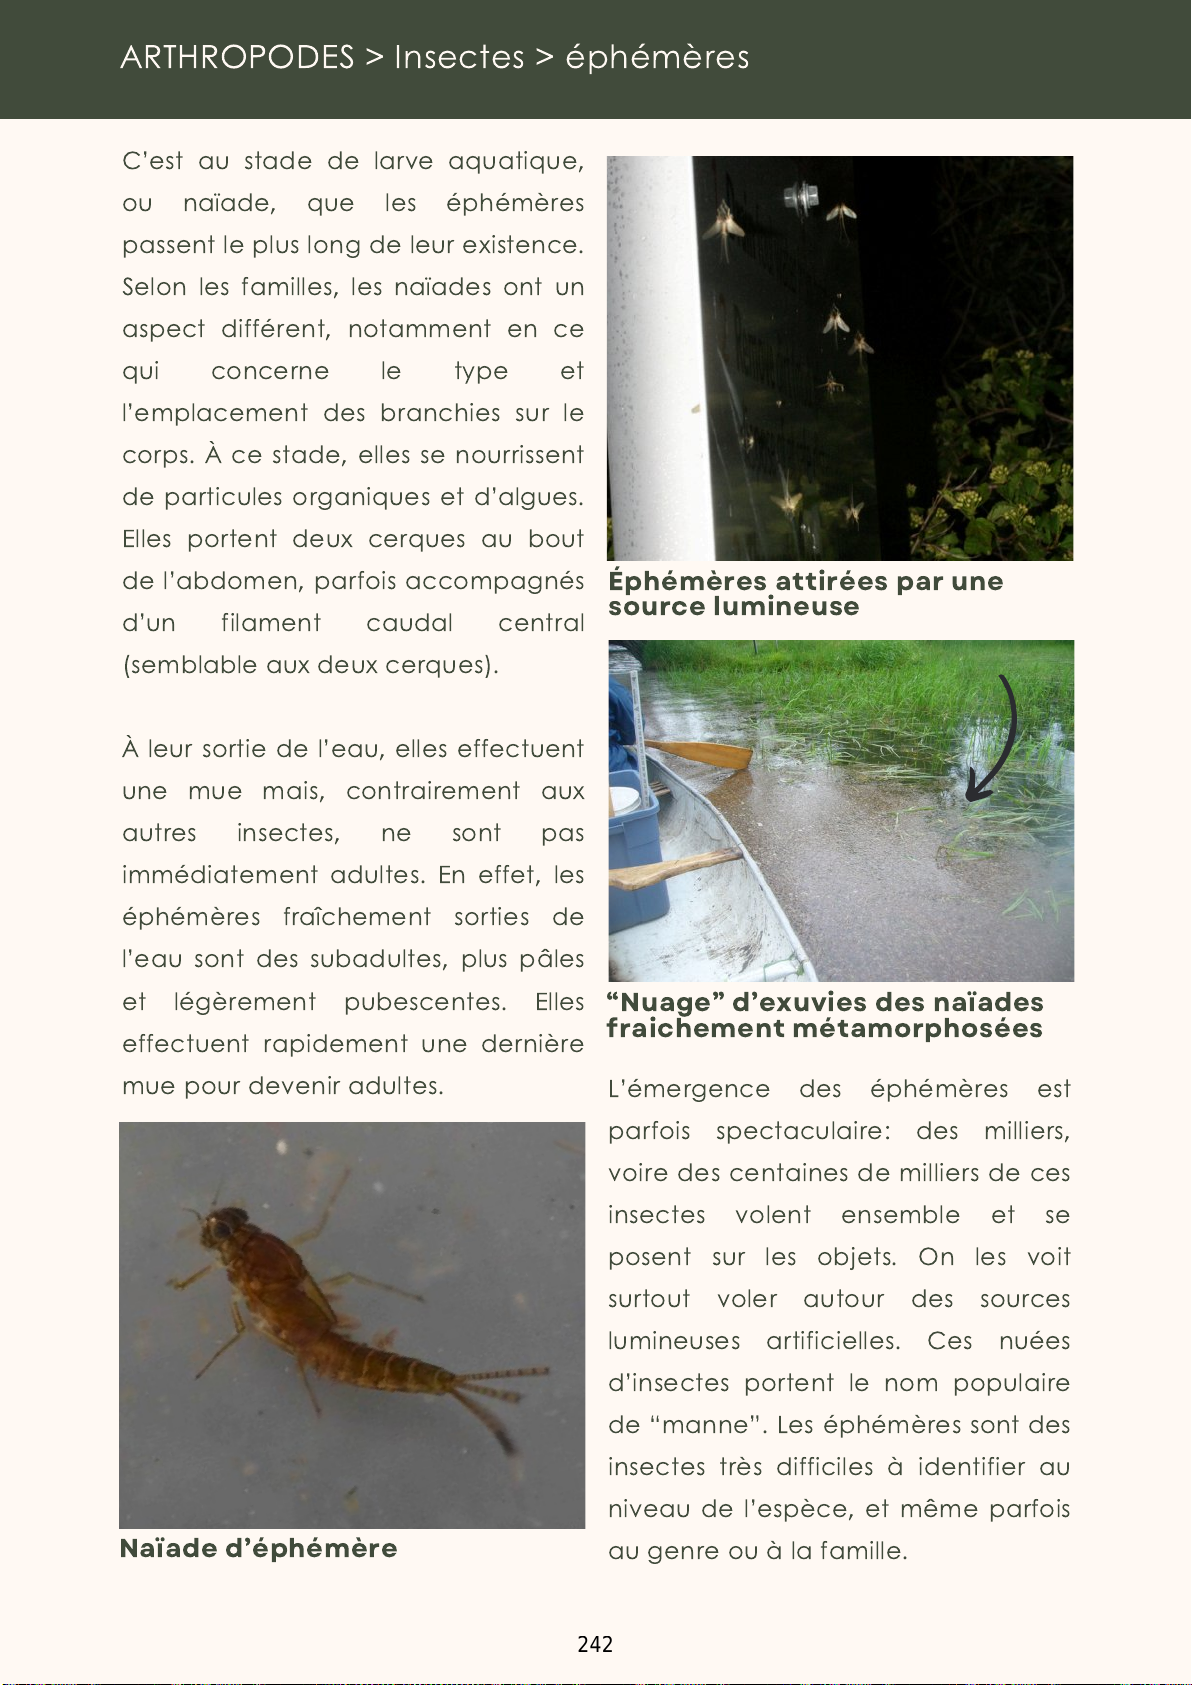 ARTHROPODES > Insectes > éphémères
C’est au stade de larve aquatique,
ou naïade, que les éphémères
passent le plus long de leur existence.
Selon les familles, les naïades ont un
aspect différent, notamment en ce
qui concerne le type et
l’emplacement des branchies sur le
corps. À ce stade, elles se nourrissent
de particules organiques et d’algues.
Elles portent deux cerques au bout
de l’abdomen, parfois accompagnés
d’un filament caudal central
(semblable aux deux cerques).
À leur sortie de l’eau, elles effectuent
une mue mais, contrairement aux
autres insectes, ne sont pas
immédiatement adultes. En effet, les
éphémères fraîchement sorties de
l’eau sont des subadultes, plus pâles
et légèrement pubescentes. Elles
effectuent rapidement une dernière
mue pour devenir adultes.
Naïade d’éphémère
Éphémères attirées par une
source lumineuse
“Nuage” d’exuvies des naïades
fraichement métamorphosées
L’émergence des éphémères est
parfois spectaculaire: des milliers,
voire des centaines de milliers de ces
insectes volent ensemble et se
posent sur les objets. On les voit
surtout voler autour des sources
lumineuses artificielles. Ces nuées
d’insectes portent le nom populaire
de “manne”. Les éphémères sont des
insectes très difficiles à identifier au
niveau de l’espèce, et même parfois
au genre ou à la famille.
242